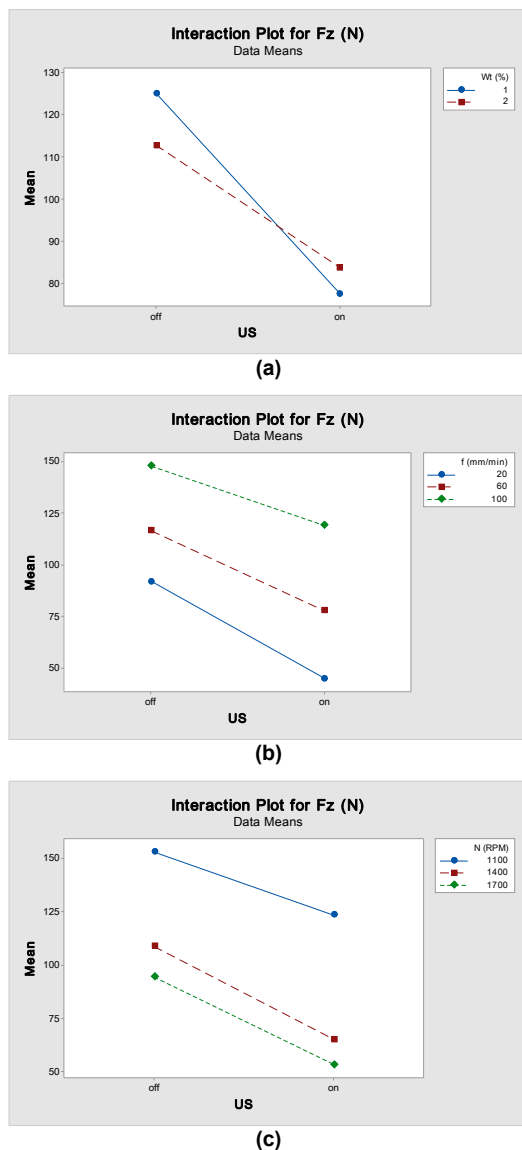 Interaction Plot for Fz (N)
Data Means
Wt (%)
1
2
130
120
110
100
90
80
Mean
off
on
US
(a)
Interaction Plot for Fz (N)
Data Means
f (mm/min)
20
60
100
150
125
100
75
50
Mean
off
on
US
(b)
Interaction Plot for Fz (N)
Data Means
N (RPM)
1100
1400
1700
150
125
100
75
50
Mean
off
on
US
(c)